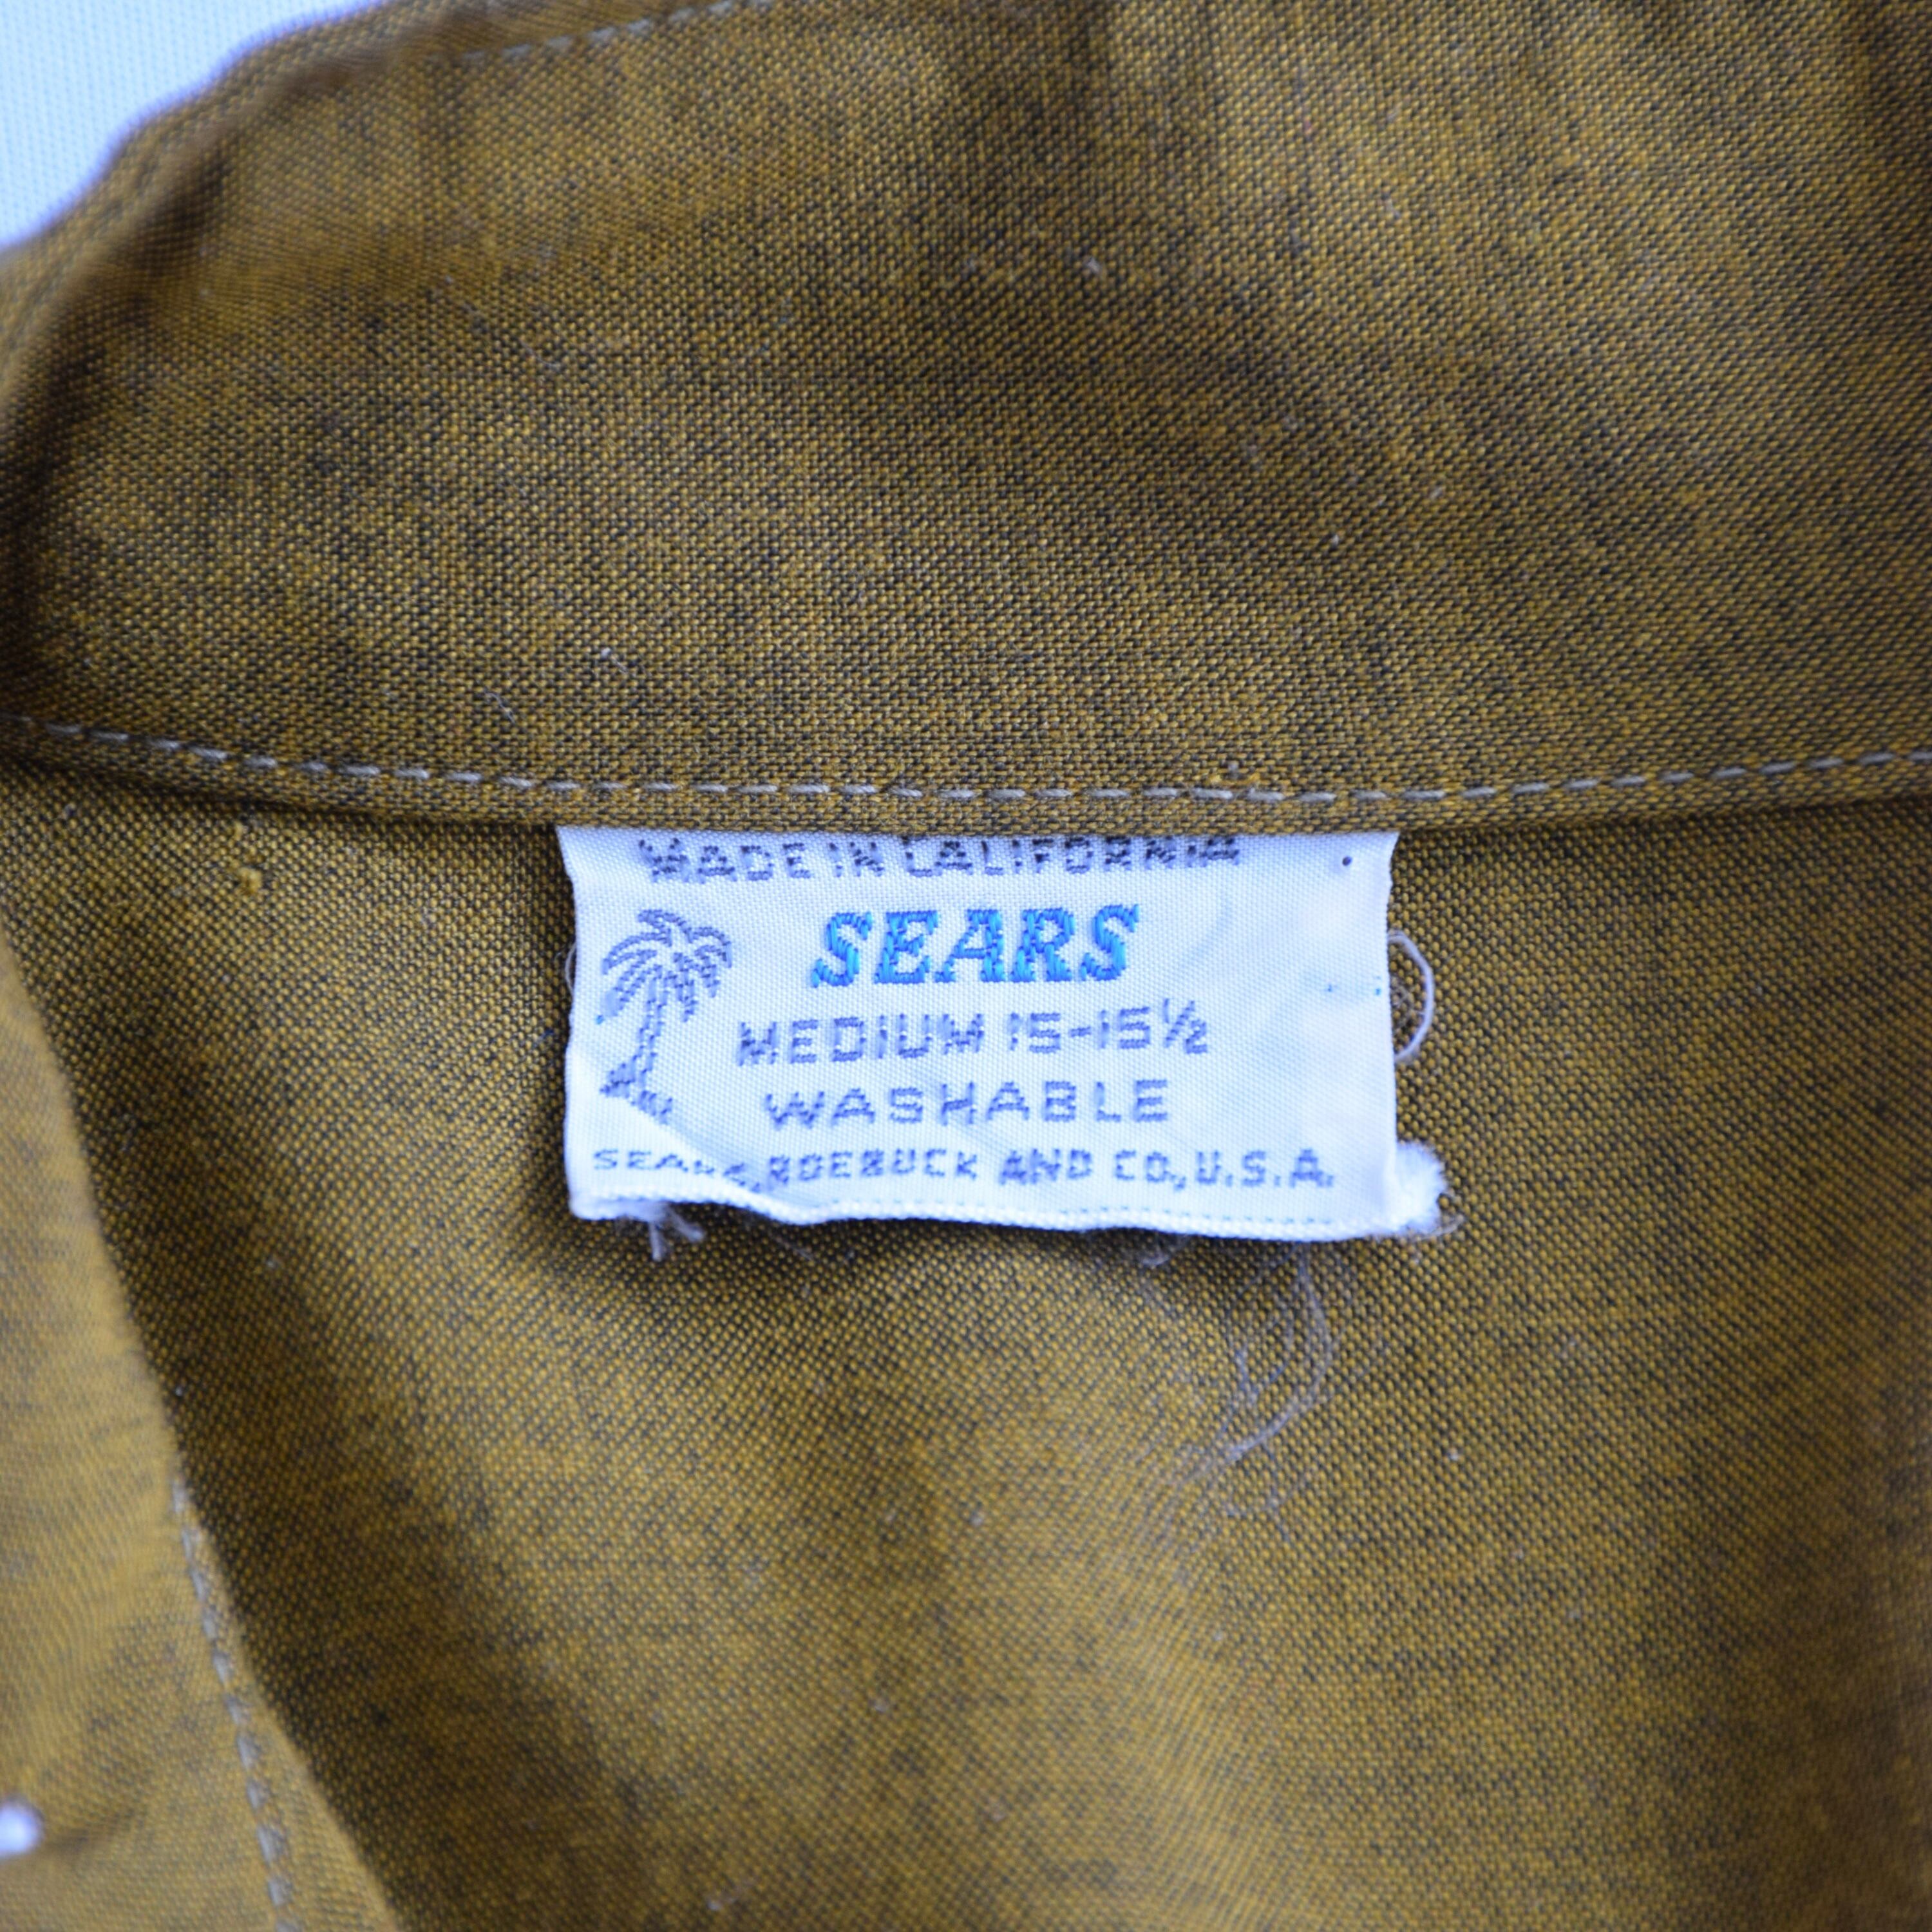 MADE IN CALIFORNIA
SEARS
MEDIUM 15-15½
WASHABLE
SEARS, ROEBUCK AND CO., U.S.A.